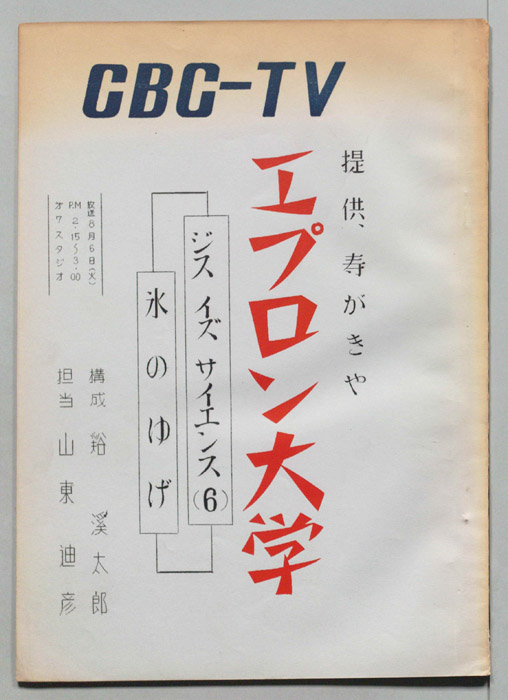 CBC-TV
提供、寿がきや
エプロン大学
ジス イズ サイエンス(6)
氷のゆげ
放送8月6日(火)
P.M 2.15〜3.00
オワスタジオ
構成 谺 溪太郎
担当 山東迪彦